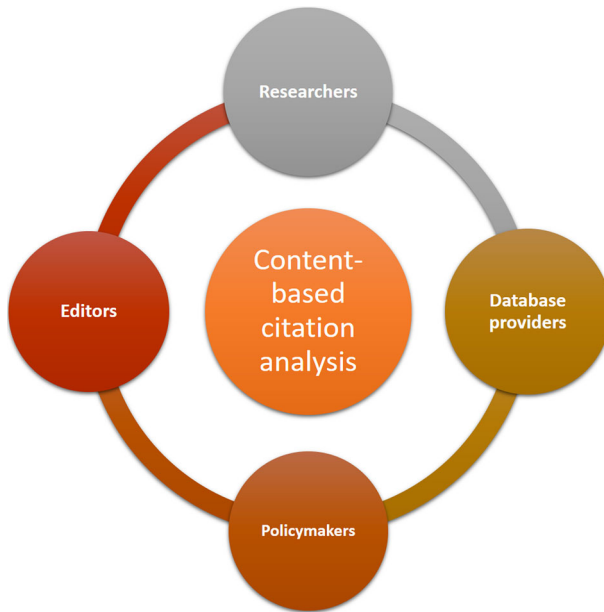 Researchers
Content-
based
citation
analysis
Editors
Database
providers
Policymakers